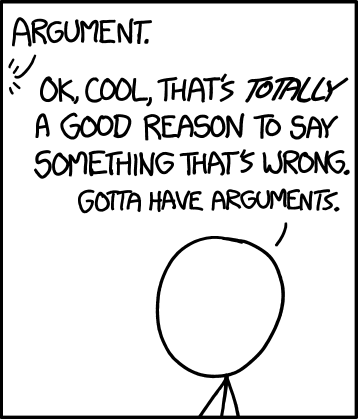 ARGUMENT.
OK, COOL, THAT'S TOTALLY
A GOOD REASON TO SAY
SOMETHING THAT'S WRONG.
GOTTA HAVE ARGUMENTS.